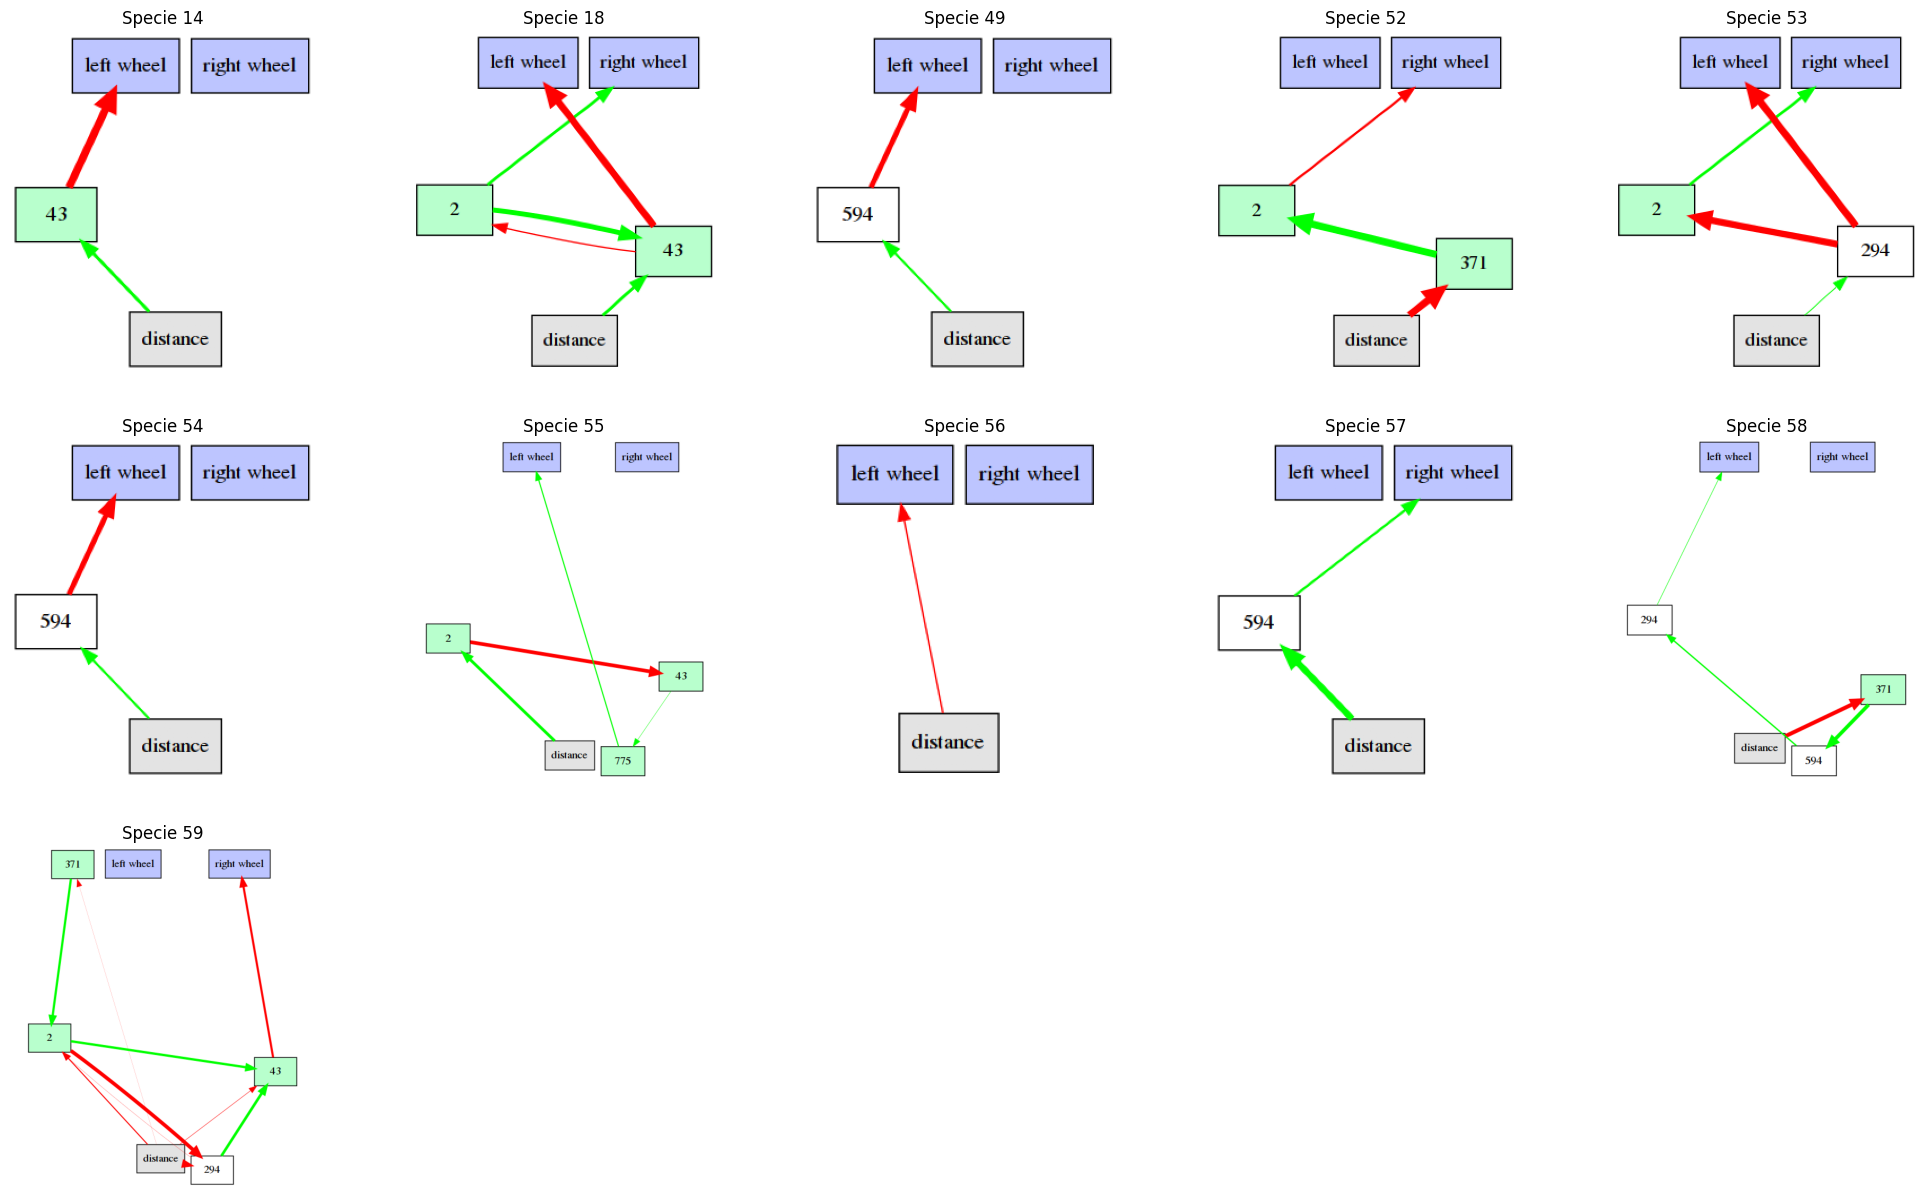 Specie 14
left wheel
right wheel
43
distance
Specie 18
left wheel
right wheel
2
43
distance
Specie 49
left wheel
right wheel
594
distance
Specie 52
left wheel
right wheel
2
371
distance
Specie 53
left wheel
right wheel
2
294
distance
Specie 54
left wheel
right wheel
594
distance
Specie 55
left wheel
right wheel
2
43
distance
775
Specie 56
left wheel
right wheel
distance
Specie 57
left wheel
right wheel
594
distance
Specie 58
left wheel
right wheel
294
371
distance
594
Specie 59
371
left wheel
right wheel
2
43
distance
294